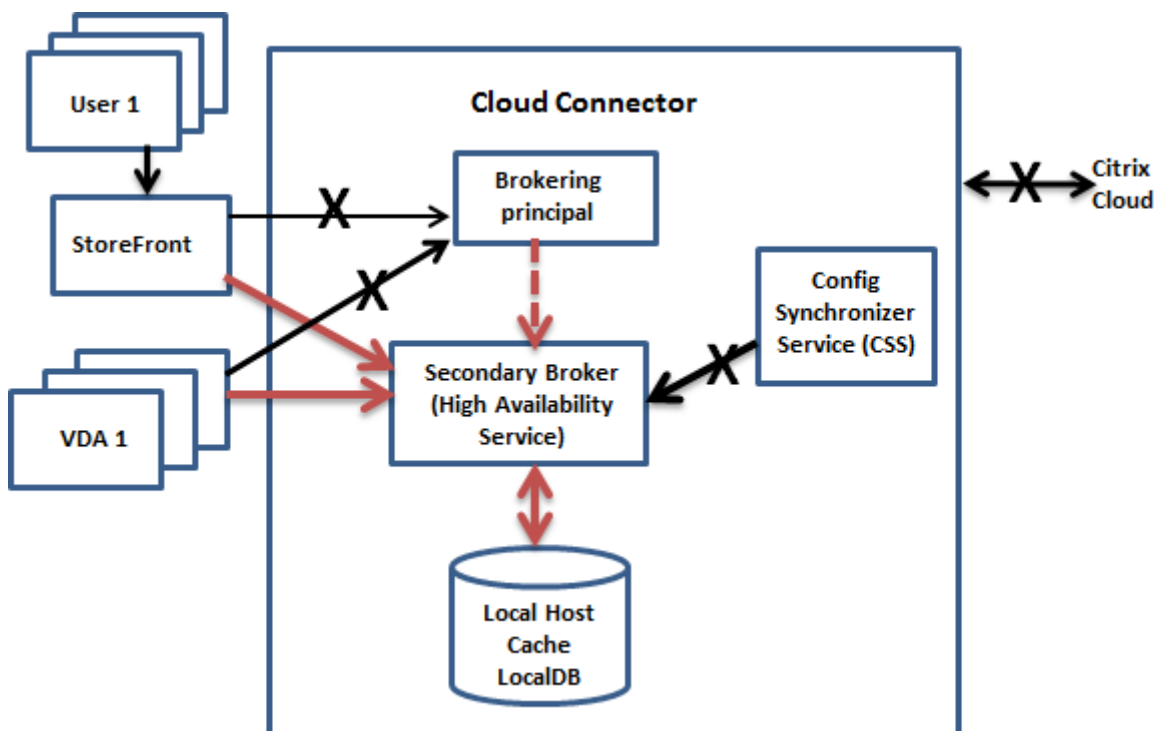 User 1
Cloud Connector
Brokering
principal
X
X
Citrix
Cloud
StoreFront
X
Config
Synchronizer
Service (CSS)
X
Secondary Broker
(High Availability
Service)
VDA 1
Local Host
Cache
LocalDB